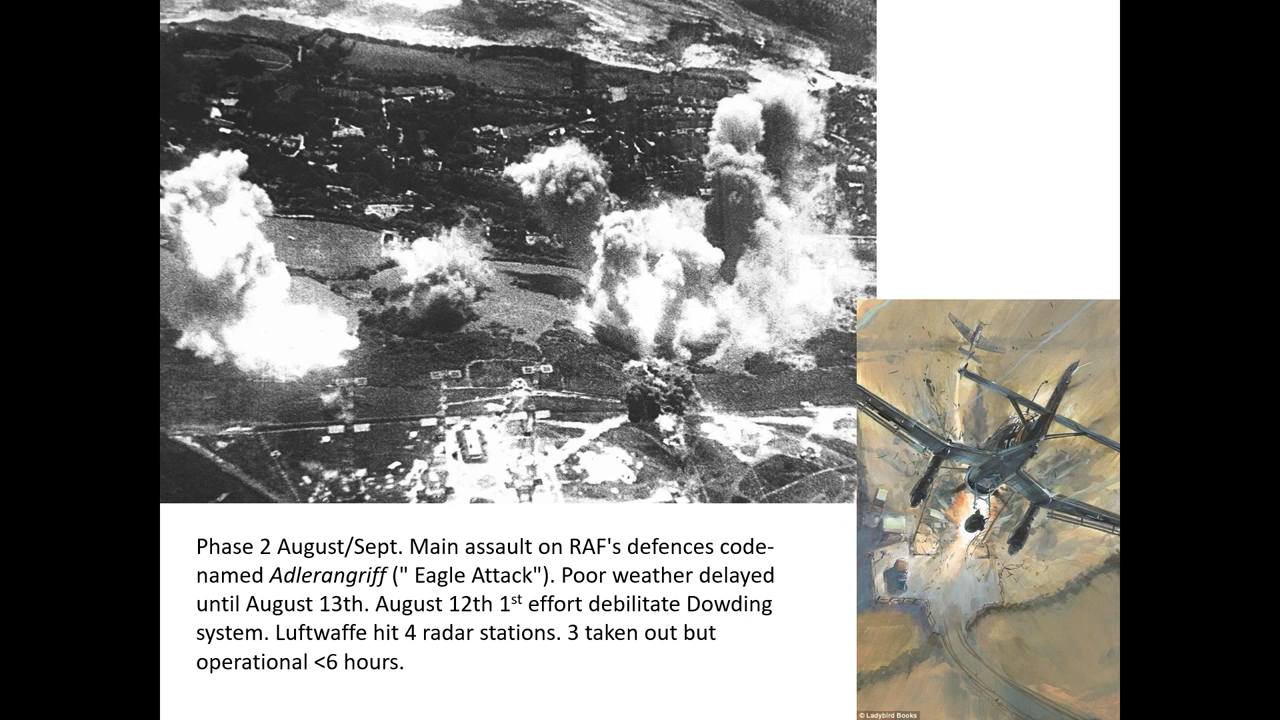 Phase 2 August/Sept. Main assault on RAF's defences code-
named Adlerangriff (" Eagle Attack"). Poor weather delayed
until August 13th. August 12th 1st effort debilitate Dowding
system. Luftwaffe hit 4 radar stations. 3 taken out but
operational <6 hours.
© Ladybird Books